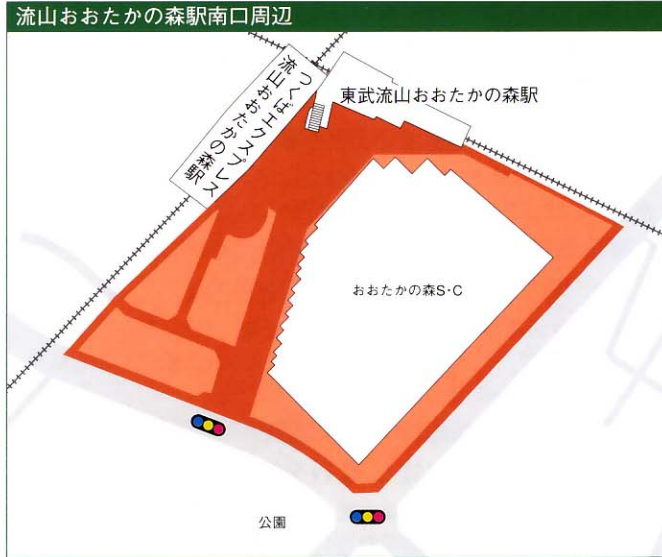 流山おおたかの森駅南口周辺
東武流山おおたかの森駅
つくばエクスプレス
流山おおたかの森駅
おおたかの森S・C
公園